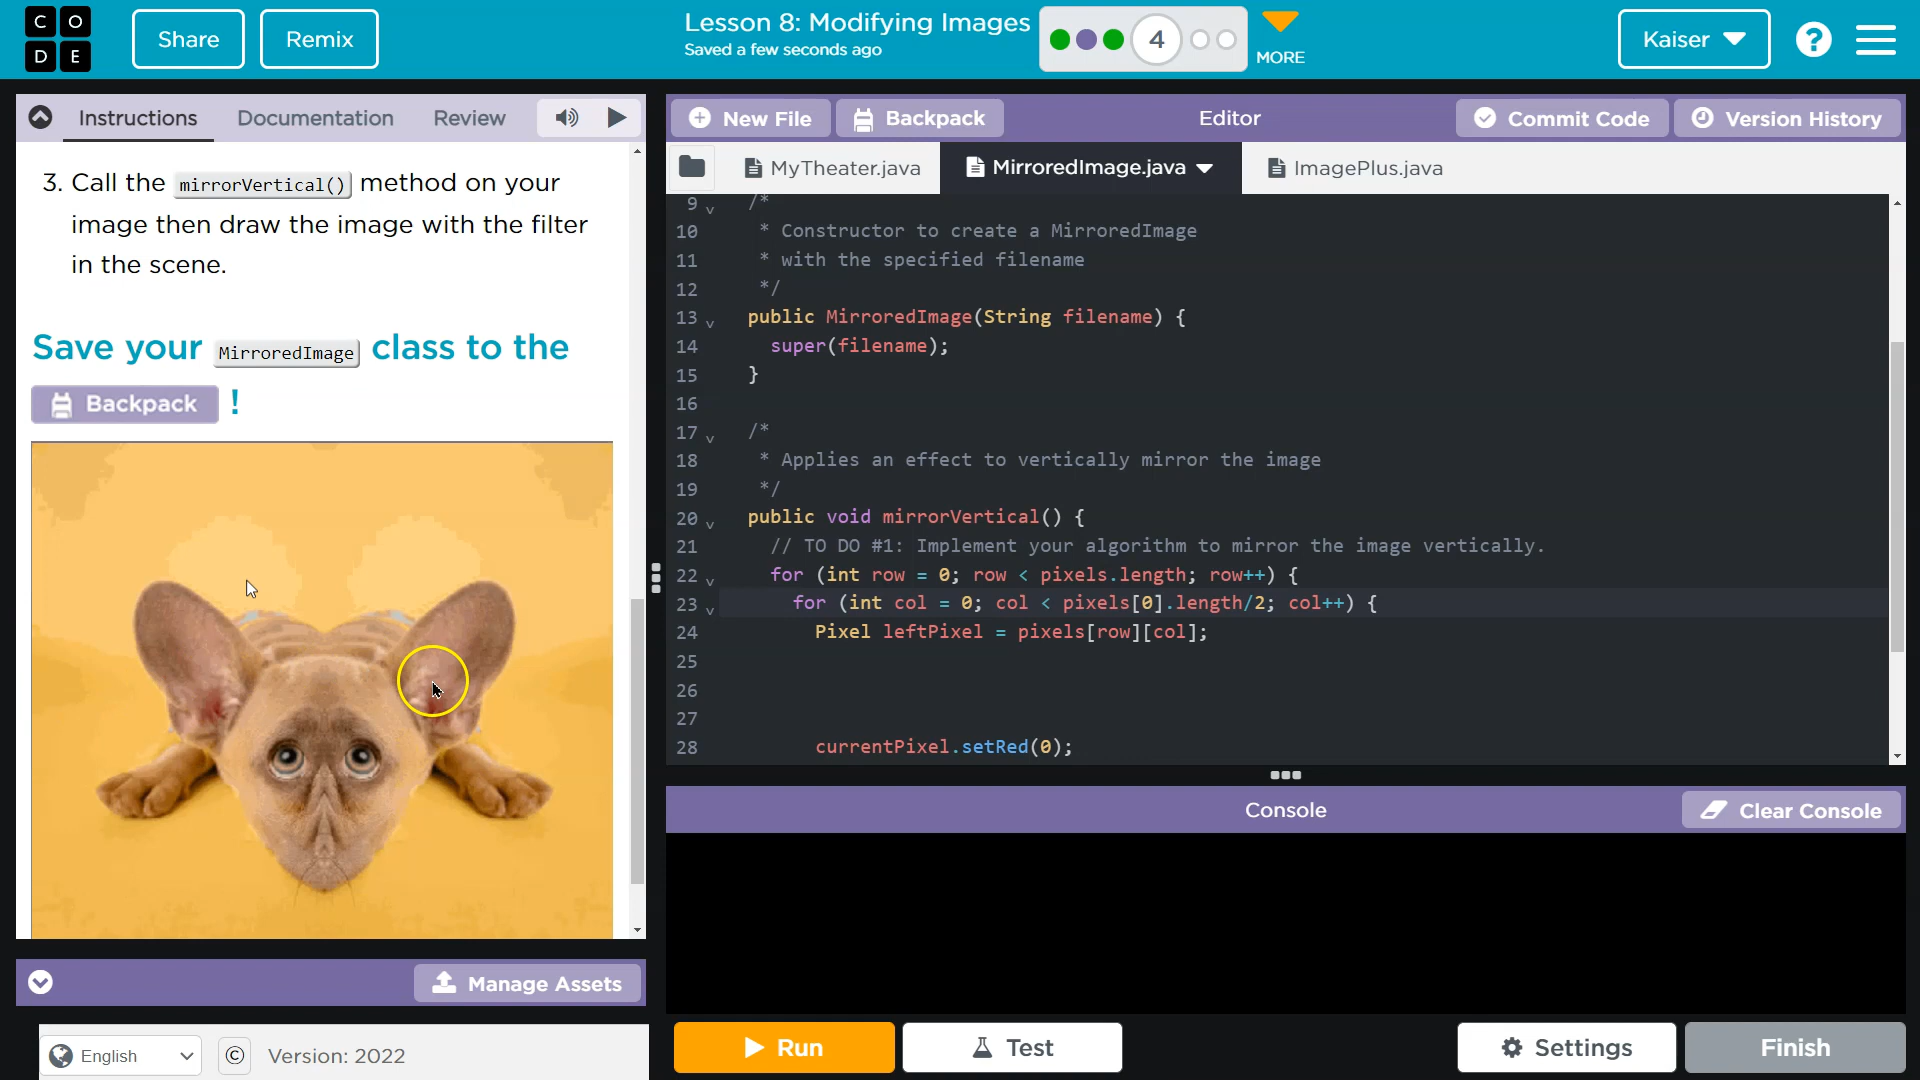 C O
D E
Share
Remix
Lesson 8: Modifying Images
Saved a few seconds ago
4
MORE
Kaiser
?
Instructions
Documentation
Review
3. Call the mirrorVertical() method on your
image then draw the image with the filter
in the scene.
Save your MirroredImage class to the
Backpack !
Manage Assets
English
© Version: 2022
New File
Backpack
Editor
Commit Code
Version History
MyTheater.java
MirroredImage.java
ImagePlus.java
9 /*
10 * Constructor to create a MirroredImage
11 * with the specified filename
12 */
13 public MirroredImage(String filename) {
14 super(filename);
15 }
16
17 /*
18 * Applies an effect to vertically mirror the image
19 */
20 public void mirrorVertical() {
21 // TO DO #1: Implement your algorithm to mirror the image vertically.
22 for (int row = 0; row < pixels.length; row++) {
23 for (int col = 0; col < pixels[0].length/2; col++) {
24 Pixel leftPixel = pixels[row][col];
25
26
27
28 currentPixel.setRed(0);
Console
Clear Console
Run
Test
Settings
Finish